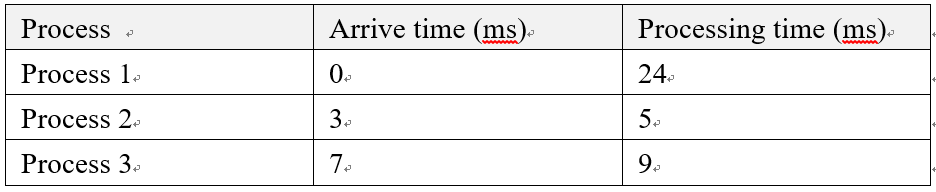 Process Arrive time (ms) Processing time (ms)
Process 1 0 24
Process 2 3 5
Process 3 7 9